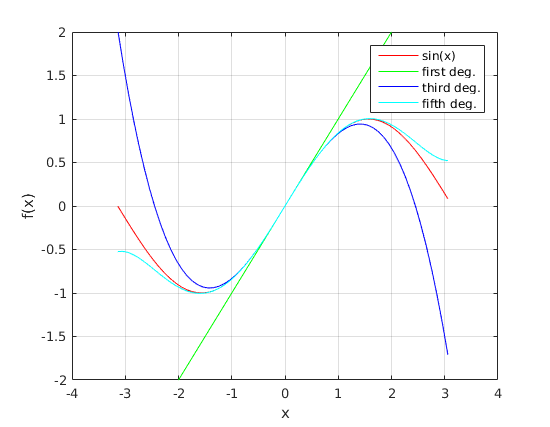 2
1.5
1
0.5
0
-0.5
-1
-1.5
-2
f(x)
sin(x)
first deg.
third deg.
fifth deg.
-4 -3 -2 -1 0 1 2 3 4
x